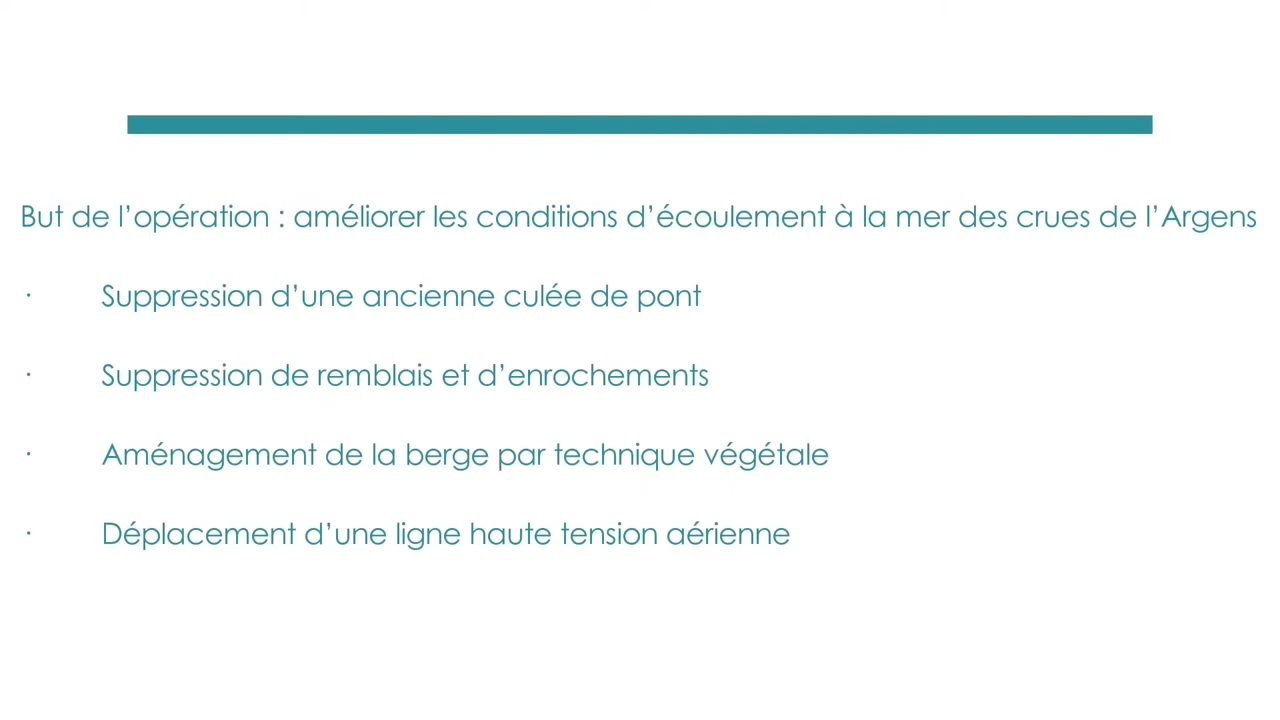 But de l’opération : améliorer les conditions d’écoulement à la mer des crues de l’Argens
· Suppression d’une ancienne culée de pont
· Suppression de remblais et d’enrochements
· Aménagement de la berge par technique végétale
· Déplacement d’une ligne haute tension aérienne